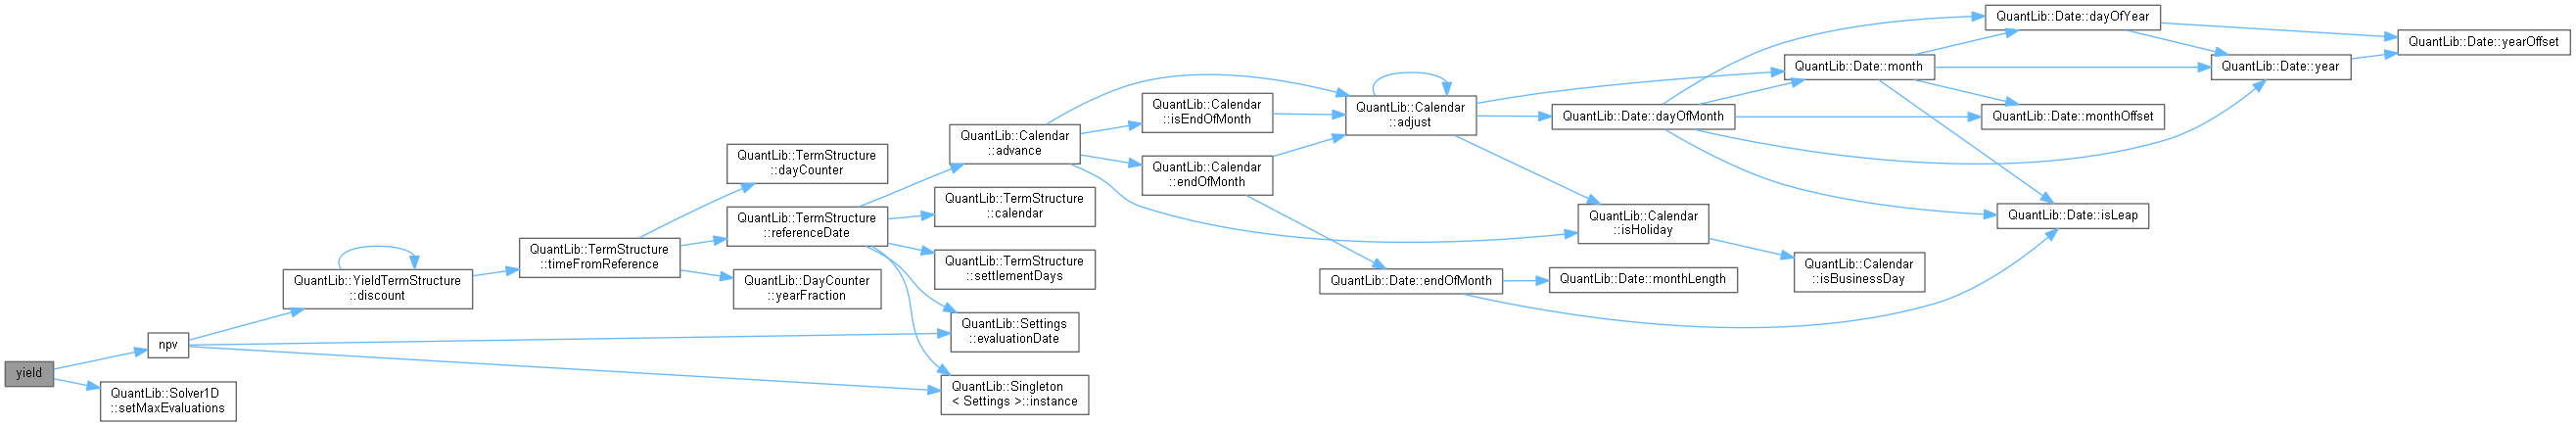 yield
npv
QuantLib::Solver1D
::setMaxEvaluations
QuantLib::YieldTermStructure
::discount
QuantLib::TermStructure
::timeFromReference
QuantLib::TermStructure
::dayCounter
QuantLib::TermStructure
::referenceDate
QuantLib::DayCounter
::yearFraction
QuantLib::Calendar
::advance
QuantLib::TermStructure
::calendar
QuantLib::TermStructure
::settlementDays
QuantLib::Settings
::evaluationDate
QuantLib::Singleton
< Settings >::instance
QuantLib::Calendar
::isEndOfMonth
QuantLib::Calendar
::endOfMonth
QuantLib::Calendar
::adjust
QuantLib::Date::endOfMonth
QuantLib::Date::dayOfMonth
QuantLib::Calendar
::isHoliday
QuantLib::Date::monthLength
QuantLib::Date::month
QuantLib::Calendar
::isBusinessDay
QuantLib::Date::dayOfYear
QuantLib::Date::monthOffset
QuantLib::Date::isLeap
QuantLib::Date::year
QuantLib::Date::yearOffset